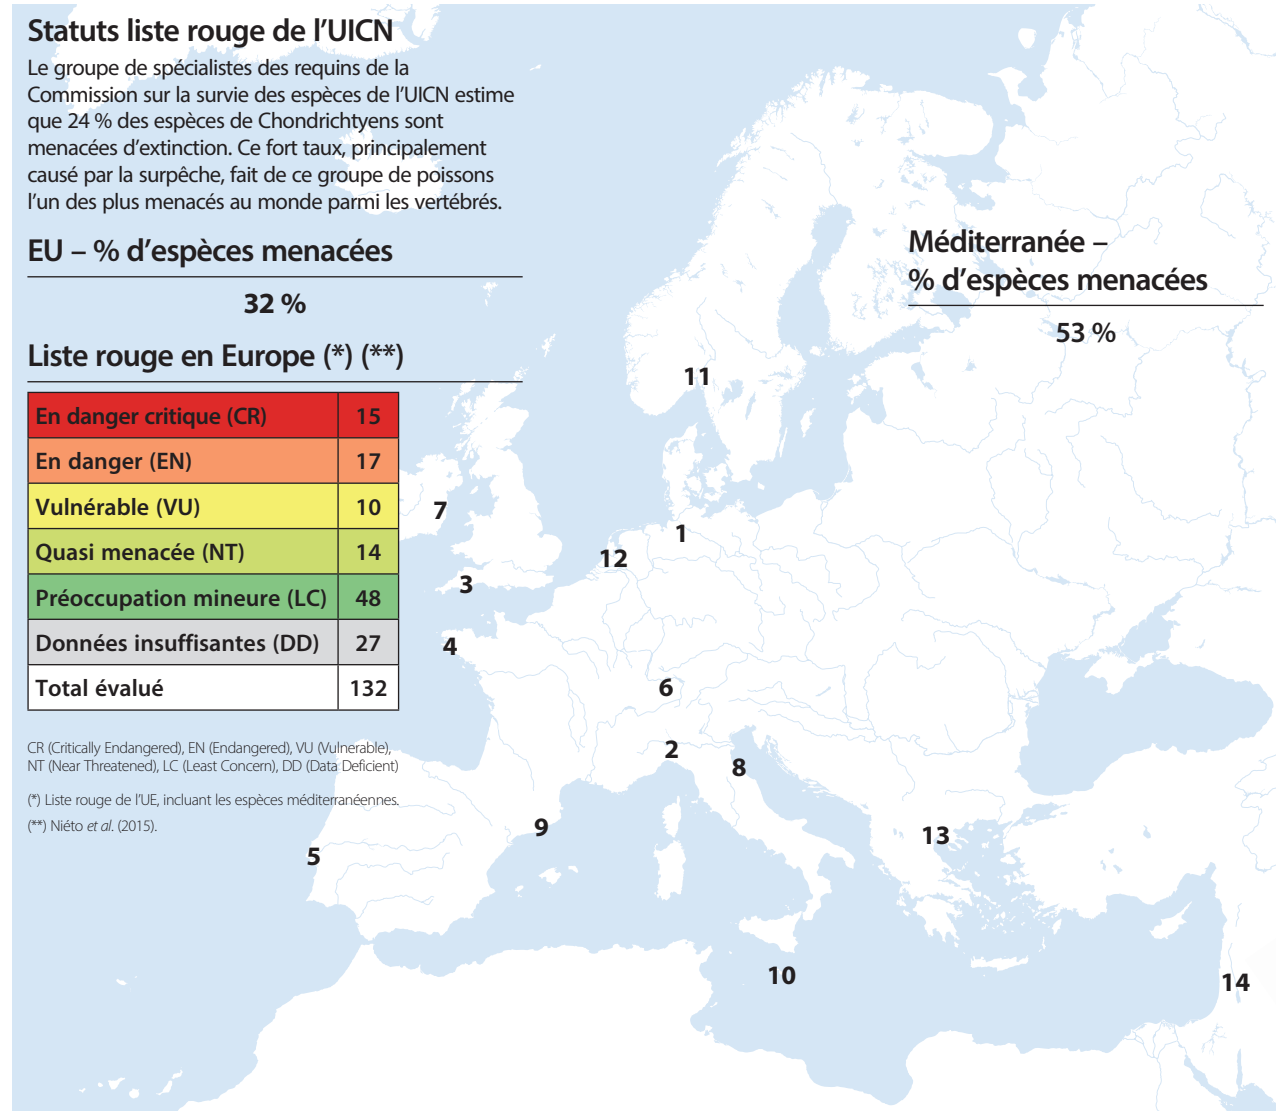 Statuts liste rouge de l’UICN
Le groupe de spécialistes des requins de la
Commission sur la survie des espèces de l’UICN estime
que 24 % des espèces de Chondrichtyens sont
menacées d’extinction. Ce fort taux, principalement
causé par la surpêche, fait de ce groupe de poissons
l’un des plus menacés au monde parmi les vertébrés.
EU – % d’espèces menacées
32 %
Méditerranée –
% d’espèces menacées
53 %
Liste rouge en Europe (*) (**)
En danger critique (CR) 15
En danger (EN) 17
Vulnérable (VU) 10
Quasi menacée (NT) 14
Préoccupation mineure (LC) 48
Données insuffisantes (DD) 27
Total évalué 132
CR (Critically Endangered), EN (Endangered), VU (Vulnerable),
NT (Near Threatened), LC (Least Concern), DD (Data Deficient)
(*) Liste rouge de l’UE, incluant les espèces méditerranéennes.
(**) Niéto et al. (2015).
11
7
1
12
3
4
6
2
8
9
13
5
10
14